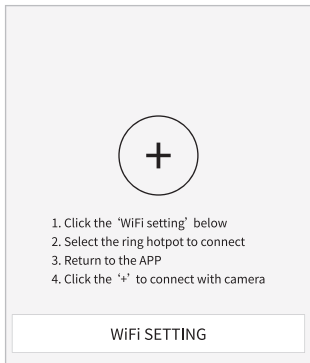 +
1. Click the ‘WiFi setting’ below
2. Select the ring hotpot to connect
3. Return to the APP
4. Click the ‘+’ to connect with camera
WiFi SETTING